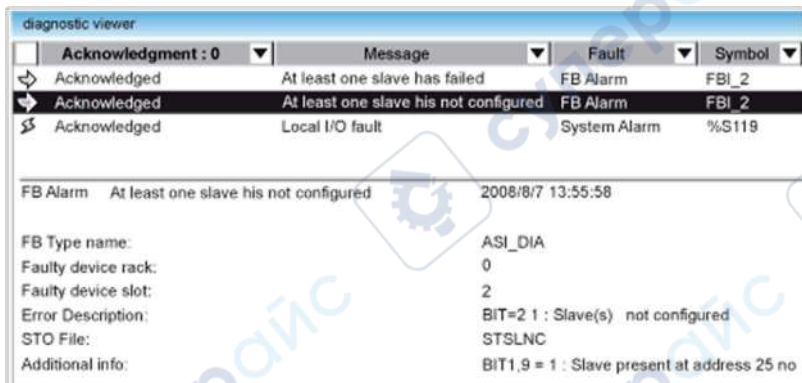 diagnostic viewer
Acknowledgment : 0 Message Fault Symbol
Acknowledged At least one slave has failed FB Alarm FBI_2
Acknowledged At least one slave his not configured FB Alarm FBI_2
Acknowledged Local I/O fault System Alarm %S119
FB Alarm At least one slave his not configured 2008/8/7 13:55:58
FB Type name: ASI_DIA
Faulty device rack: 0
Faulty device slot: 2
Error Description: BIT=2 1 : Slave(s) not configured
STO File: STSLNC
Additional info: BIT1,9 = 1 : Slave present at address 25 no